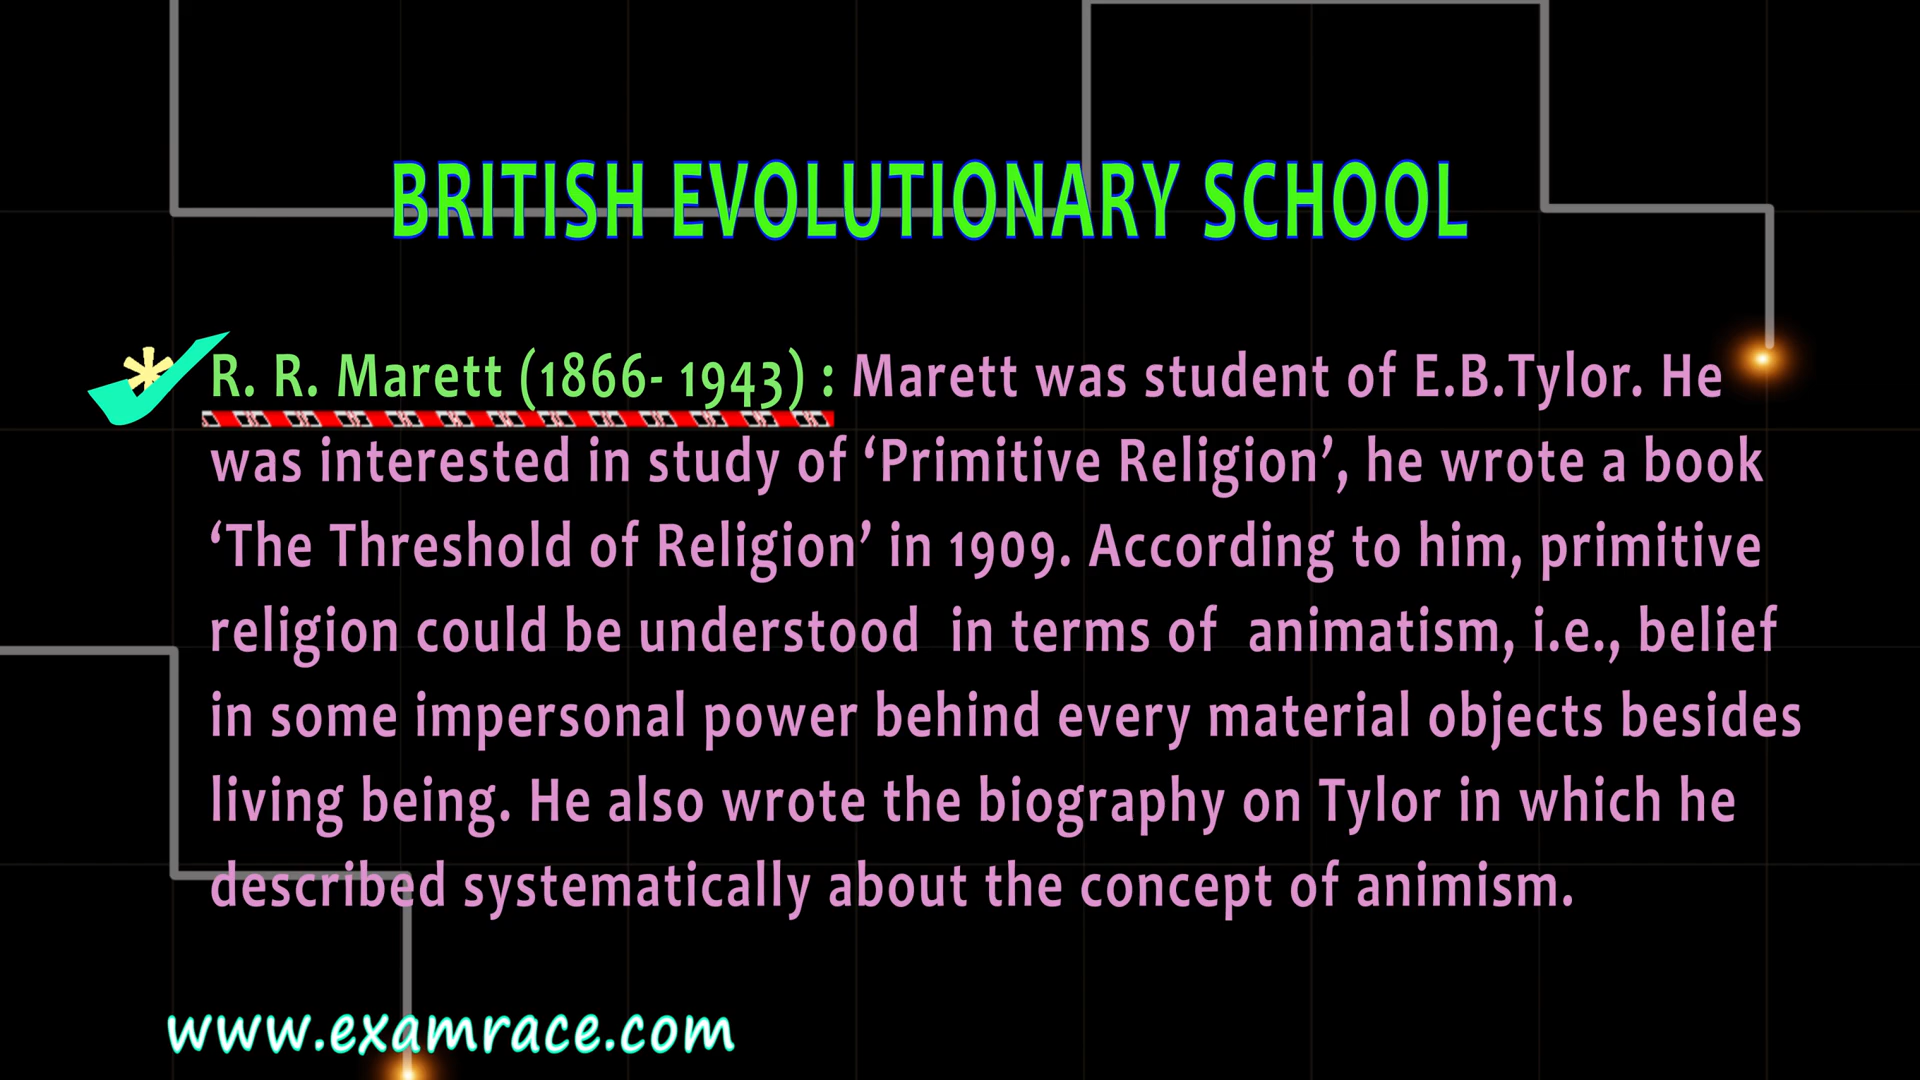 BRITISH EVOLUTIONARY SCHOOL
* R. R. Marett (1866- 1943) : Marett was student of E.B.Tylor. He
was interested in study of ‘Primitive Religion’, he wrote a book
‘The Threshold of Religion’ in 1909. According to him, primitive
religion could be understood in terms of animatism, i.e., belief
in some impersonal power behind every material objects besides
living being. He also wrote the biography on Tylor in which he
described systematically about the concept of animism.
www.examrace.com